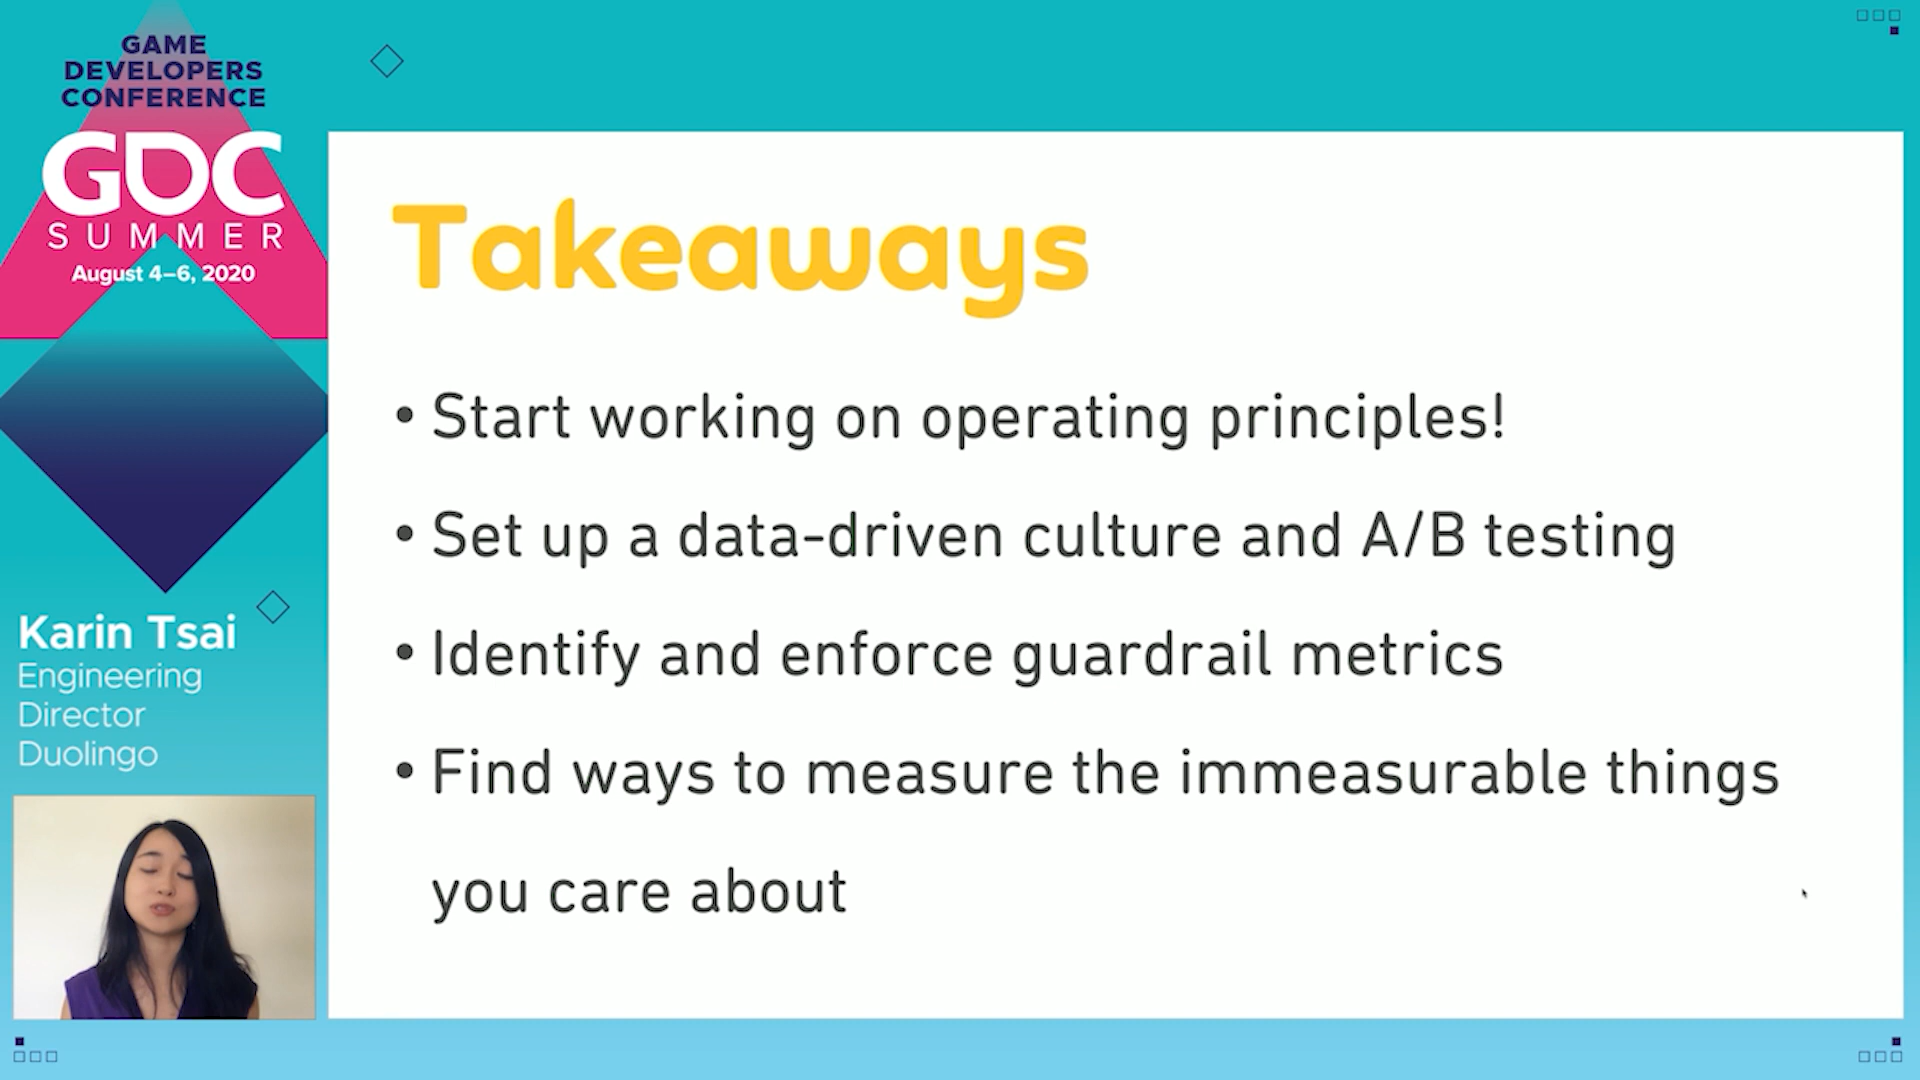 GAME
DEVELOPERS
CONFERENCE
GDC
SUMMER
August 4–6, 2020
Karin Tsai
Engineering
Director
Duolingo
Takeaways
• Start working on operating principles!
• Set up a data-driven culture and A/B testing
• Identify and enforce guardrail metrics
• Find ways to measure the immeasurable things
you care about